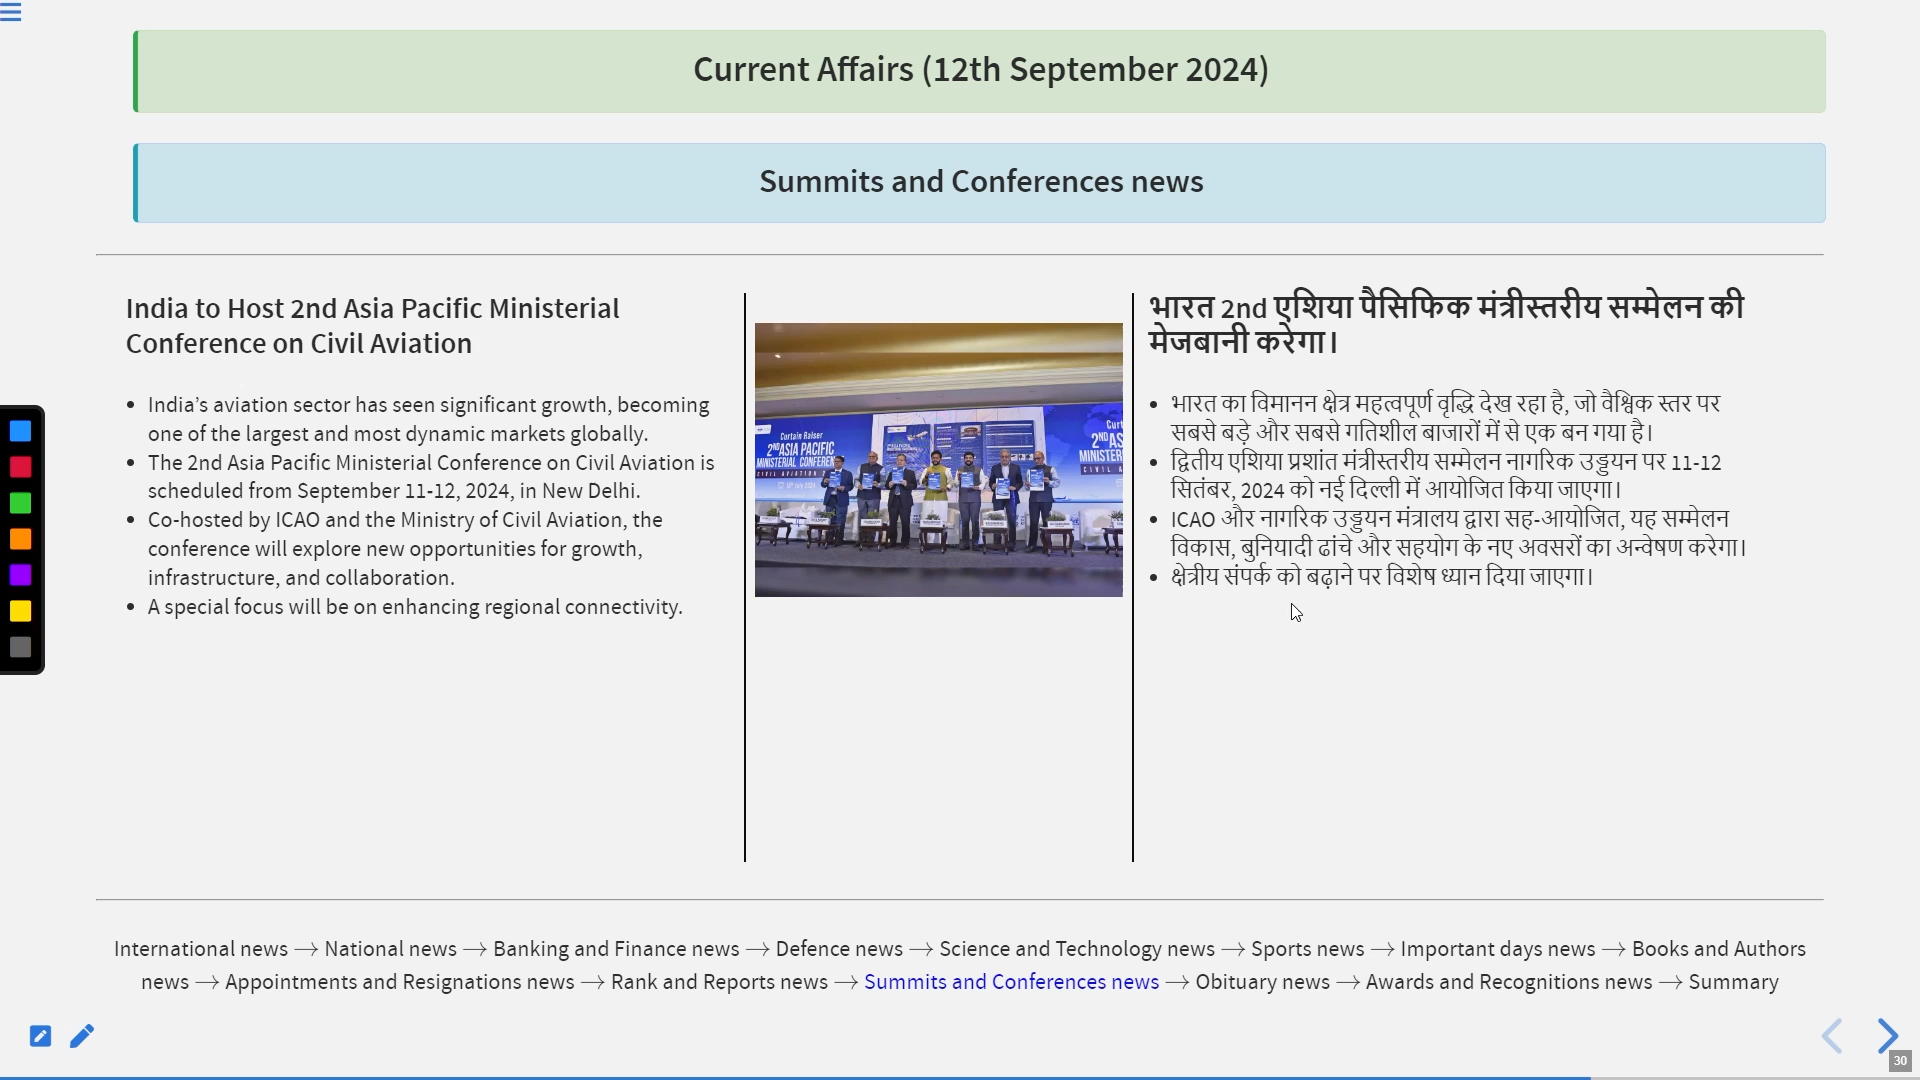 Current Affairs (12th September 2024)
Summits and Conferences news
India to Host 2nd Asia Pacific Ministerial
Conference on Civil Aviation
• India’s aviation sector has seen significant growth, becoming
one of the largest and most dynamic markets globally.
• The 2nd Asia Pacific Ministerial Conference on Civil Aviation is
scheduled from September 11-12, 2024, in New Delhi.
• Co-hosted by ICAO and the Ministry of Civil Aviation, the
conference will explore new opportunities for growth,
infrastructure, and collaboration.
• A special focus will be on enhancing regional connectivity.
Curtain Raiser
2ND ASIA PACIFIC
MINISTERIAL CONFERENCE
भारत 2nd एशिया पैसिफिक मंत्रीस्तरीय सम्मेलन की
मेजबानी करेगा।
• भारत का विमानन क्षेत्र महत्वपूर्ण वृद्धि देख रहा है, जो वैश्विक स्तर पर
सबसे बड़े और सबसे गतिशील बाजारों में से एक बन गया है।
• द्वितीय एशिया प्रशांत मंत्रीस्तरीय सम्मेलन नागरिक उड्डयन पर 11-12
सितंबर, 2024 को नई दिल्ली में आयोजित किया जाएगा।
• ICAO और नागरिक उड्डयन मंत्रालय द्वारा सह-आयोजित, यह सम्मेलन
विकास, बुनियादी ढांचे और सहयोग के नए अवसरों का अन्वेषण करेगा।
• क्षेत्रीय संपर्क को बढ़ाने पर विशेष ध्यान दिया जाएगा।
International news → National news → Banking and Finance news → Defence news → Science and Technology news → Sports news → Important days news → Books and Authors
news → Appointments and Resignations news → Rank and Reports news → Summits and Conferences news → Obituary news → Awards and Recognitions news → Summary
30